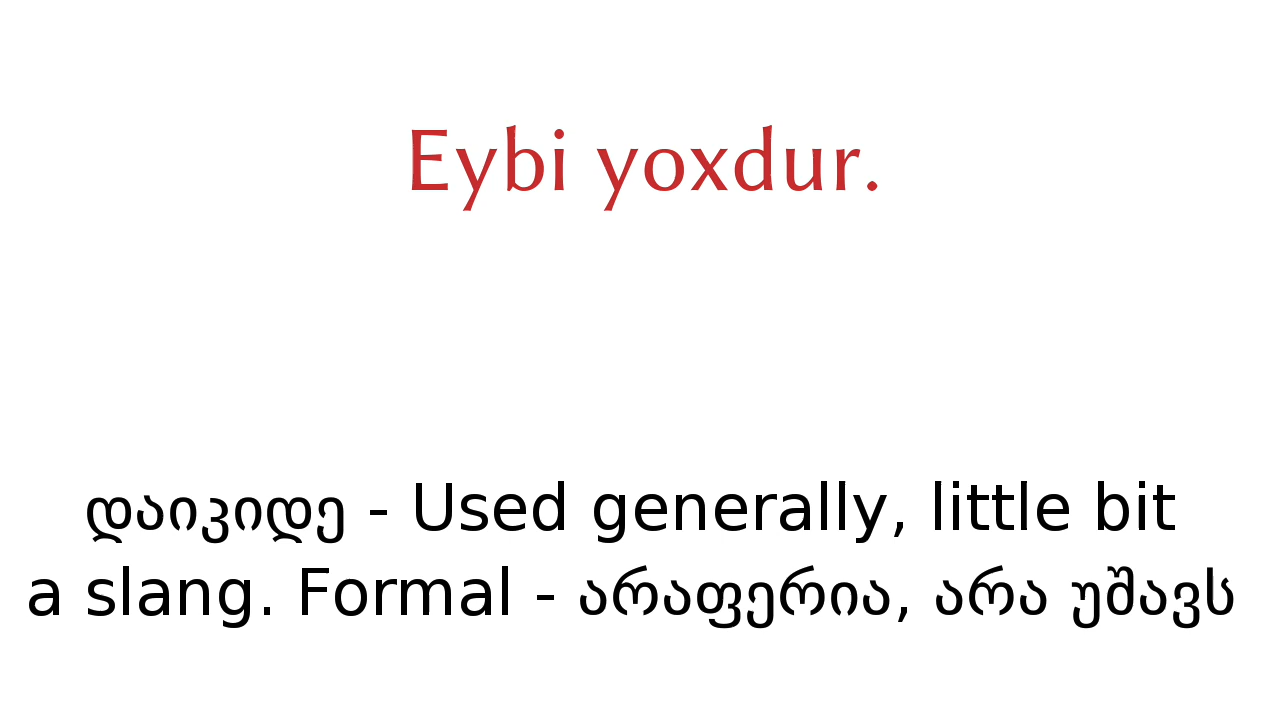 Eybi yoxdur.
დაიკიდე - Used generally, little bit
a slang. Formal - არაფერია, არა უშავს